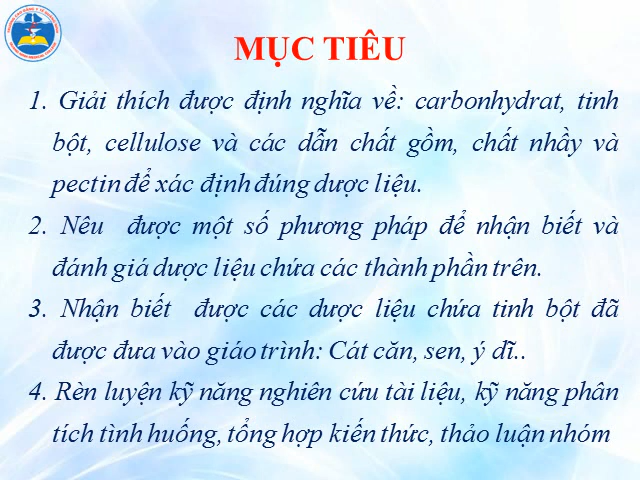 MỤC TIÊU
1. Giải thích được định nghĩa về: carbonhydrat, tinh
bột, cellulose và các dẫn chất gồm, chất nhầy và
pectin để xác định đúng dược liệu.
2. Nêu được một số phương pháp để nhận biết và
đánh giá dược liệu chứa các thành phần trên.
3. Nhận biết được các dược liệu chứa tinh bột đã
được đưa vào giáo trình: Cát căn, sen, ý dĩ..
4. Rèn luyện kỹ năng nghiên cứu tài liệu, kỹ năng phân
tích tình huống, tổng hợp kiến thức, thảo luận nhóm